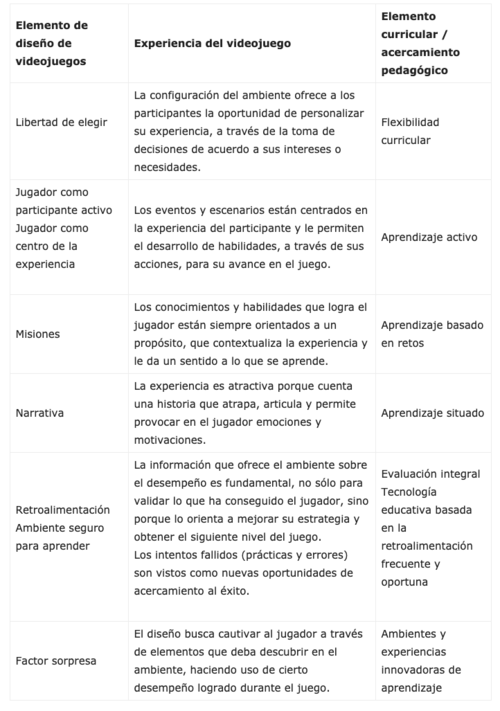 Elemento de
diseño de
videojuegos
Experiencia del videojuego
Elemento
curricular /
acercamiento
pedagógico
Libertad de elegir
La configuración del ambiente ofrece a los
participantes la oportunidad de personalizar
su experiencia, a través de la toma de
decisiones de acuerdo a sus intereses o
necesidades.
Flexibilidad
curricular
Jugador como
participante activo
Jugador como
centro de la
experiencia
Los eventos y escenarios están centrados en
la experiencia del participante y le permiten
el desarrollo de habilidades, a través de sus
acciones, para su avance en el juego.
Aprendizaje activo
Misiones
Los conocimientos y habilidades que logra el
jugador están siempre orientados a un
propósito, que contextualiza la experiencia y
le da un sentido a lo que se aprende.
Aprendizaje basado
en retos
Narrativa
La experiencia es atractiva porque cuenta
una historia que atrapa, articula y permite
provocar en el jugador emociones y
motivaciones.
Aprendizaje situado
Retroalimentación
Ambiente seguro
para aprender
La información que ofrece el ambiente sobre
el desempeño es fundamental, no sólo para
validar lo que ha conseguido el jugador, sino
porque lo orienta a mejorar su estrategia y
obtener el siguiente nivel del juego.
Los intentos fallidos (prácticas y errores)
son vistos como nuevas oportunidades de
acercamiento al éxito.
Evaluación integral
Tecnología
educativa basada
en la
retroalimentación
frecuente y
oportuna
Factor sorpresa
El diseño busca cautivar al jugador a través
de elementos que deba descubrir en el
ambiente, haciendo uso de cierto
desempeño logrado durante el juego.
Ambientes y
experiencias
innovadoras de
aprendizaje